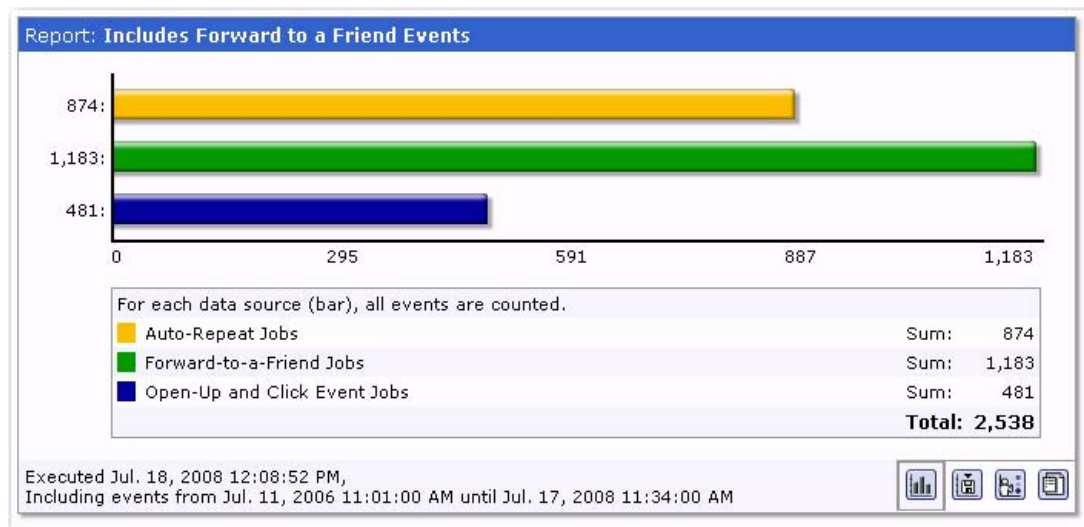 Report: Includes Forward to a Friend Events
874:
1,183:
481:
0 295 591 887 1,183
For each data source (bar), all events are counted.
Auto-Repeat Jobs Sum: 874
Forward-to-a-Friend Jobs Sum: 1,183
Open-Up and Click Event Jobs Sum: 481
Total: 2,538
Executed Jul. 18, 2008 12:08:52 PM,
Including events from Jul. 11, 2006 11:01:00 AM until Jul. 17, 2008 11:34:00 AM